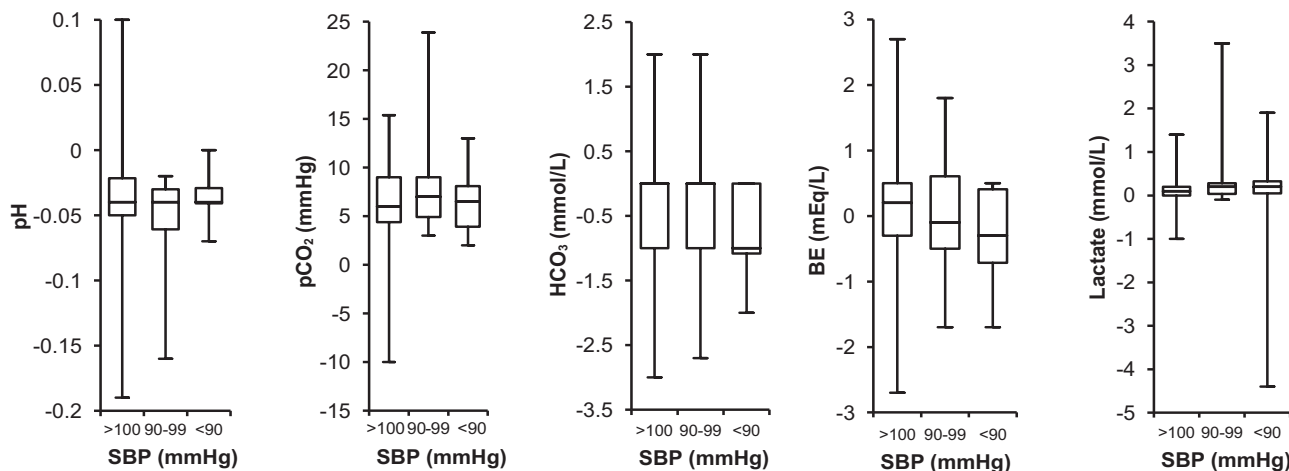 pH
0.1
0.05
0
-0.05
-0.1
-0.15
-0.2
>100 90-99 <90
SBP (mmHg)
pCO₂ (mmHg)
25
20
15
10
5
0
-5
-10
-15
>100 90-99 <90
SBP (mmHg)
HCO₃ (mmol/L)
2.5
1.5
0.5
-0.5
-1.5
-2.5
-3.5
>100 90-99 <90
SBP (mmHg)
BE (mEq/L)
3
2
1
0
-1
-2
-3
>100 90-99 <90
SBP (mmHg)
Lactate (mmol/L)
4
3
2
1
0
-1
-2
-3
-4
-5
>100 90-99 <90
SBP (mmHg)